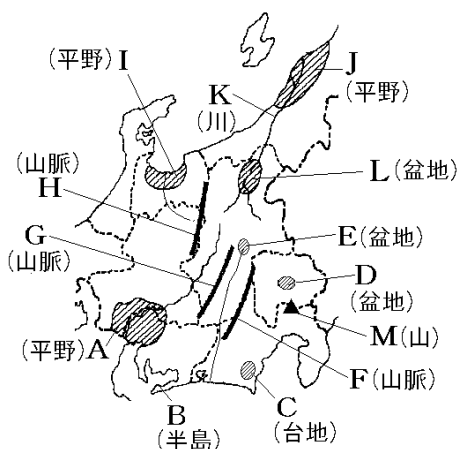 (平野) I
J
(平野)
K
(川)
(山脈)
H
L (盆地)
G
(山脈)
E (盆地)
D
(盆地)
(平野) A
M (山)
F (山脈)
B
(半島)
C
(台地)